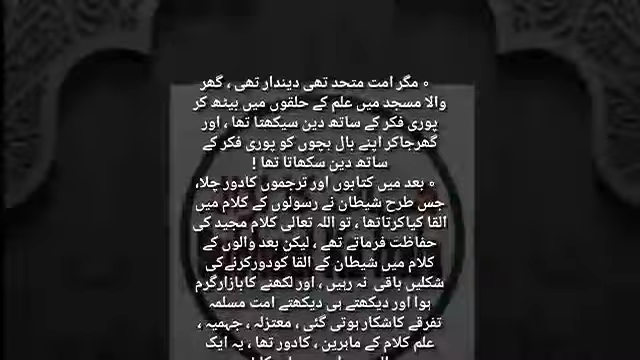 ○ مگر امت متحد تھی دیندار تھی ، گھر
والا مسجد میں علم کے حلقوں میں بیٹھ کر
پوری فکر کے ساتھ دین سیکھتا تھا ، اور
گھرجاکر اپنے بال بچوں کو پوری فکر کے
ساتھ دین سکھاتا تھا !
○ بعد میں کتابوں اور ترجموں کادور چلا،
جس طرح شیطان نے رسولوں کے کلام میں
القا کیاکرتاتھا ، تو اللہ تعالی کلام مجید کی
حفاظت فرماتے تھے ، لیکن بعد والوں کے
کلام میں شیطان کے القا کودورکرنےکی
شکلیں باقی نہ رہیں ، اور لکھنے کابازارگرم
ہوا اور دیکھتے ہی دیکھتے امت مسلمہ
تفرقے کاشکار ہوتی گئی ، معتزلہ ، جہمیہ ،
علم کلام کے ماہرین ، کادور تھا ، یہ ایک